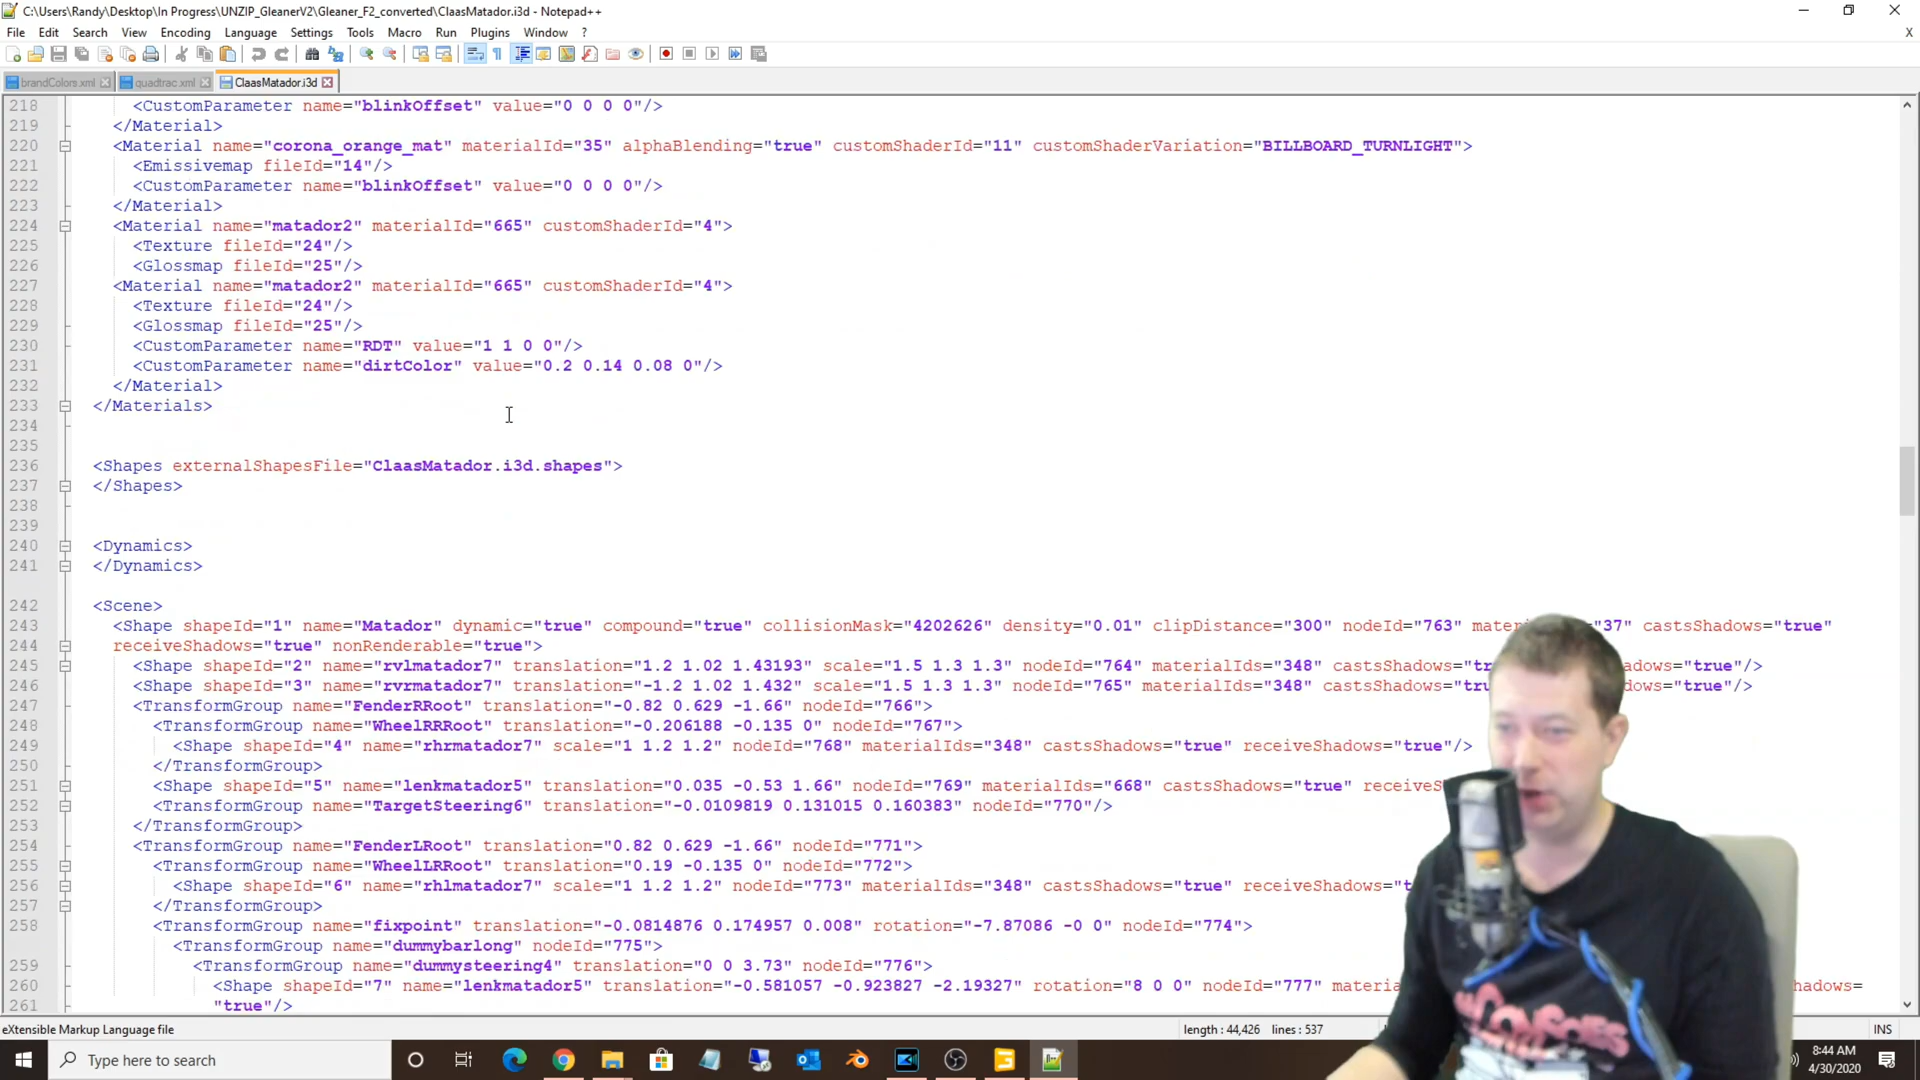 C:\Users\Randy\Desktop\In Progress\UNZIP_GleanerV2\Gleaner_F2_converted\ClaasMatador.i3d - Notepad++
File Edit Search View Encoding Language Settings Tools Macro Run Plugins Window ? X
brandColors.xml quadtrac.xml ClaasMatador.i3d
218 <CustomParameter name="blinkOffset" value="0 0 0 0"/>
219 </Material>
220 <Material name="corona_orange_mat" materialId="35" alphaBlending="true" customShaderId="11" customShaderVariation="BILLBOARD_TURNLIGHT">
221 <Emissivemap fileId="14"/>
222 <CustomParameter name="blinkOffset" value="0 0 0 0"/>
223 </Material>
224 <Material name="matador2" materialId="665" customShaderId="4">
225 <Texture fileId="24"/>
226 <Glossmap fileId="25"/>
227 <Material name="matador2" materialId="665" customShaderId="4">
228 <Texture fileId="24"/>
229 <Glossmap fileId="25"/>
230 <CustomParameter name="RDT" value="1 1 0 0"/>
231 <CustomParameter name="dirtColor" value="0.2 0.14 0.08 0"/>
232 </Material>
233 </Materials>
234
235
236 <Shapes externalShapesFile="ClaasMatador.i3d.shapes">
237 </Shapes>
238
239
240 <Dynamics>
241 </Dynamics>
242 <Scene>
243 <Shape shapeId="1" name="Matador" dynamic="true" compound="true" collisionMask="4202626" density="0.01" clipDistance="300" nodeId="763" "37" castsShadows="true"
244 receiveShadows="true" nonRenderable="true">
245 <Shape shapeId="2" name="rvlmatador7" translation="1.2 1.02 1.43193" scale="1.5 1.3 1.3" nodeId="764" materialIds="348" castsShadows= "true"/>
246 <Shape shapeId="3" name="rvrmatador7" translation="-1.2 1.02 1.432" scale="1.5 1.3 1.3" nodeId="765" materialIds="348" castsShadows= "true"/>
247 <TransformGroup name="FenderRRoot" translation="-0.82 0.629 -1.66" nodeId="766">
248 <TransformGroup name="WheelRRRoot" translation="-0.206188 -0.135 0" nodeId="767">
249 <Shape shapeId="4" name="rhrmatador7" scale="1 1.2 1.2" nodeId="768" materialIds="348" castsShadows="true" receiveShadows="true"/>
250 </TransformGroup>
251 <Shape shapeId="5" name="lenkmatador5" translation="0.035 -0.53 1.66" nodeId="769" materialIds="668" castsShadows="true"
252 <TransformGroup name="TargetSteering6" translation="-0.0109819 0.131015 0.160383" nodeId="770"/>
253 </TransformGroup>
254 <TransformGroup name="FenderLRoot" translation="0.82 0.629 -1.66" nodeId="771">
255 <TransformGroup name="WheelLRRoot" translation="0.19 -0.135 0" nodeId="772">
256 <Shape shapeId="6" name="rhlmatador7" scale="1 1.2 1.2" nodeId="773" materialIds="348" castsShadows="true"
257 </TransformGroup>
258 <TransformGroup name="fixpoint" translation="-0.0814876 0.174957 0.008" rotation="-7.87086 -0 0" nodeId="774">
<TransformGroup name="dummybarlong" nodeId="775">
259 <TransformGroup name="dummysteering4" translation="0 0 3.73" nodeId="776">
260 <Shape shapeId="7" name="lenkmatador5" translation="-0.581057 -0.923827 -2.19327" rotation="8 0 0" nodeId="777"
261 "true"/>
eXtensible Markup Language file length : 44,426 lines : 537 INS
Type here to search
8:44 AM
4/30/2020